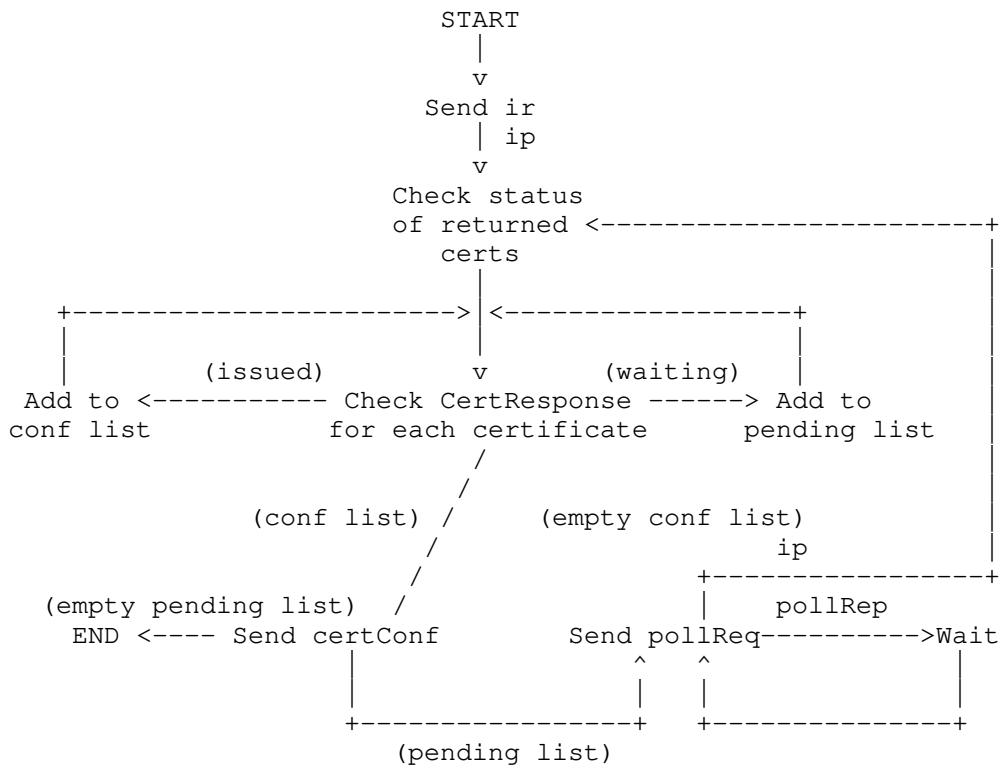 START
Send ir
ip
Check status
of returned
certs
(issued) (waiting)
Add to Check CertResponse Add to
conf list for each certificate pending list
(conf list) (empty conf list)
ip
(empty pending list) pollRep
END Send certConf Send pollReq Wait
(pending list)